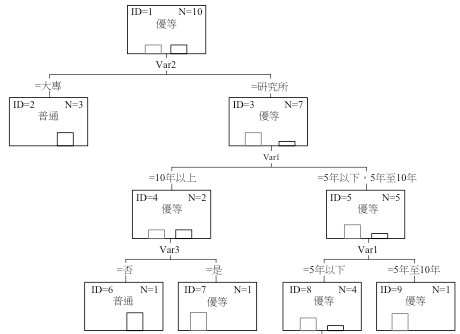 ID=1 N=10
優等
Var2
=大專
=研究所
ID=2 N=3
普通
ID=3 N=7
優等
Var1
=10年以上
=5年以下，5年至10年
ID=4 N=2
優等
ID=5 N=5
優等
Var3
Var1
=否
=是
=5年以下
=5年至10年
ID=6 N=1
普通
ID=7 N=1
優等
ID=8 N=4
優等
ID=9 N=1
優等